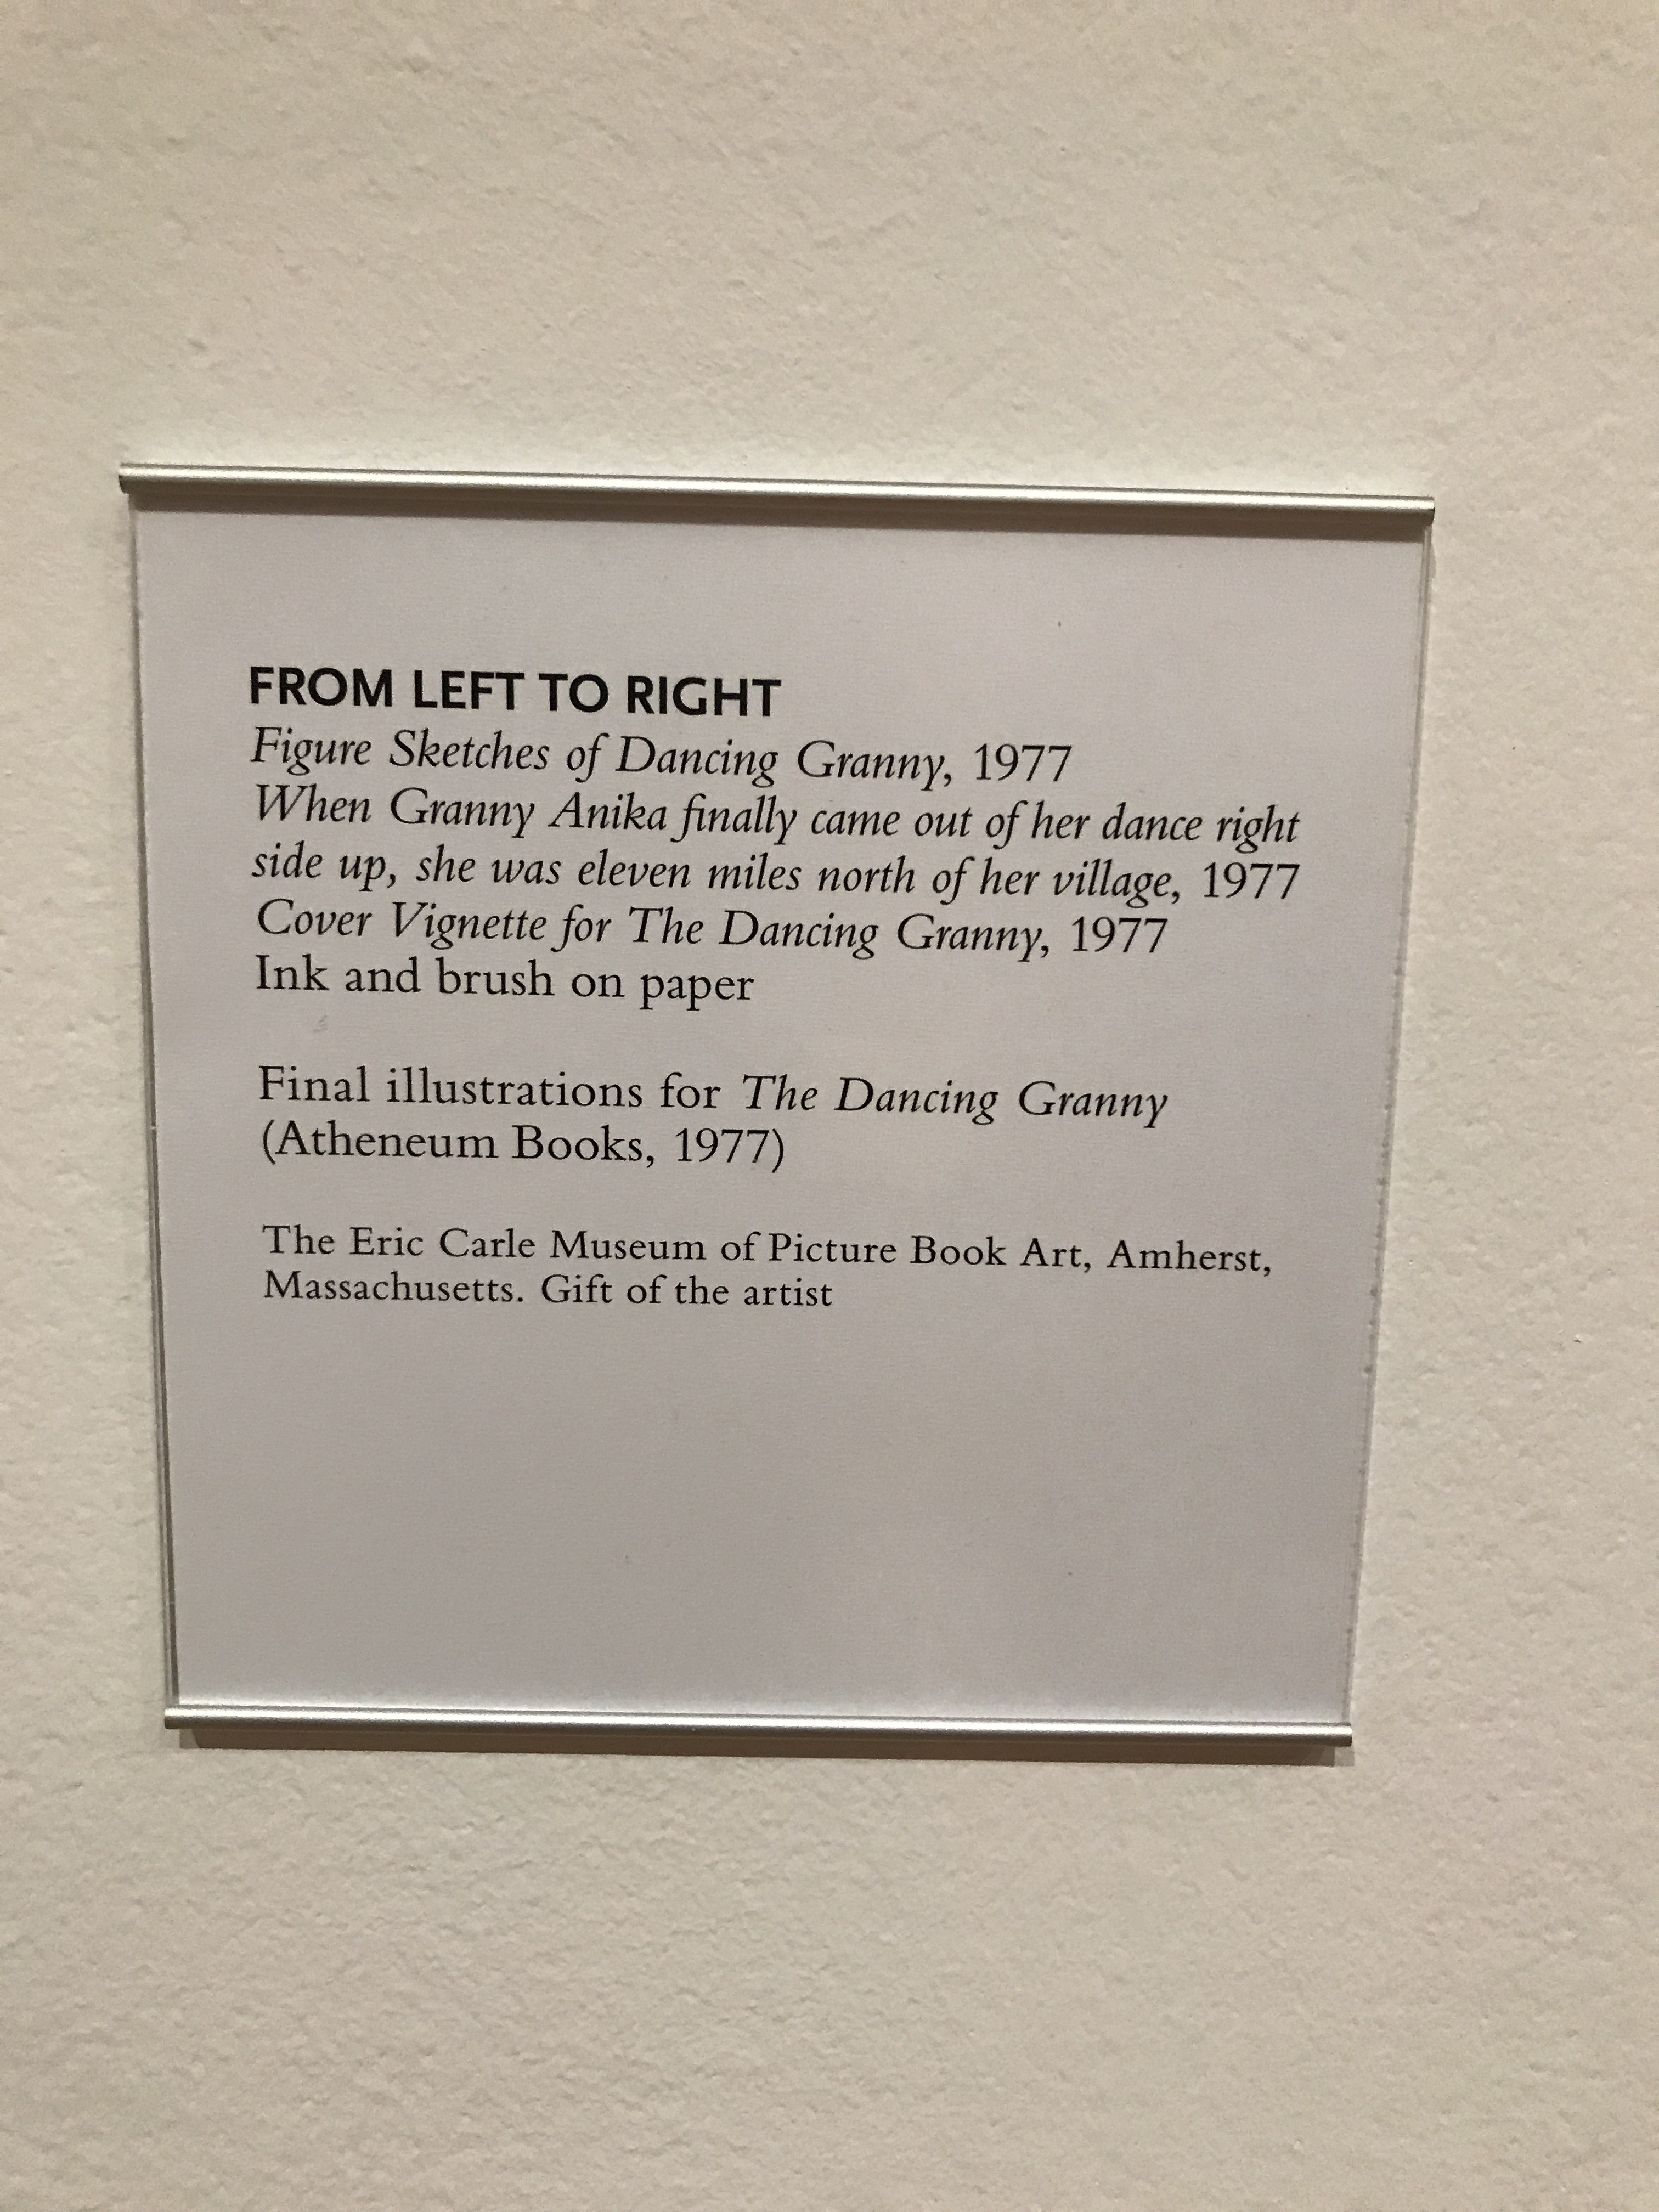 FROM LEFT TO RIGHT
Figure Sketches of Dancing Granny, 1977
When Granny Anika finally came out of her dance right
side up, she was eleven miles north of her village, 1977
Cover Vignette for The Dancing Granny, 1977
Ink and brush on paper
Final illustrations for The Dancing Granny
(Atheneum Books, 1977)
The Eric Carle Museum of Picture Book Art, Amherst,
Massachusetts. Gift of the artist